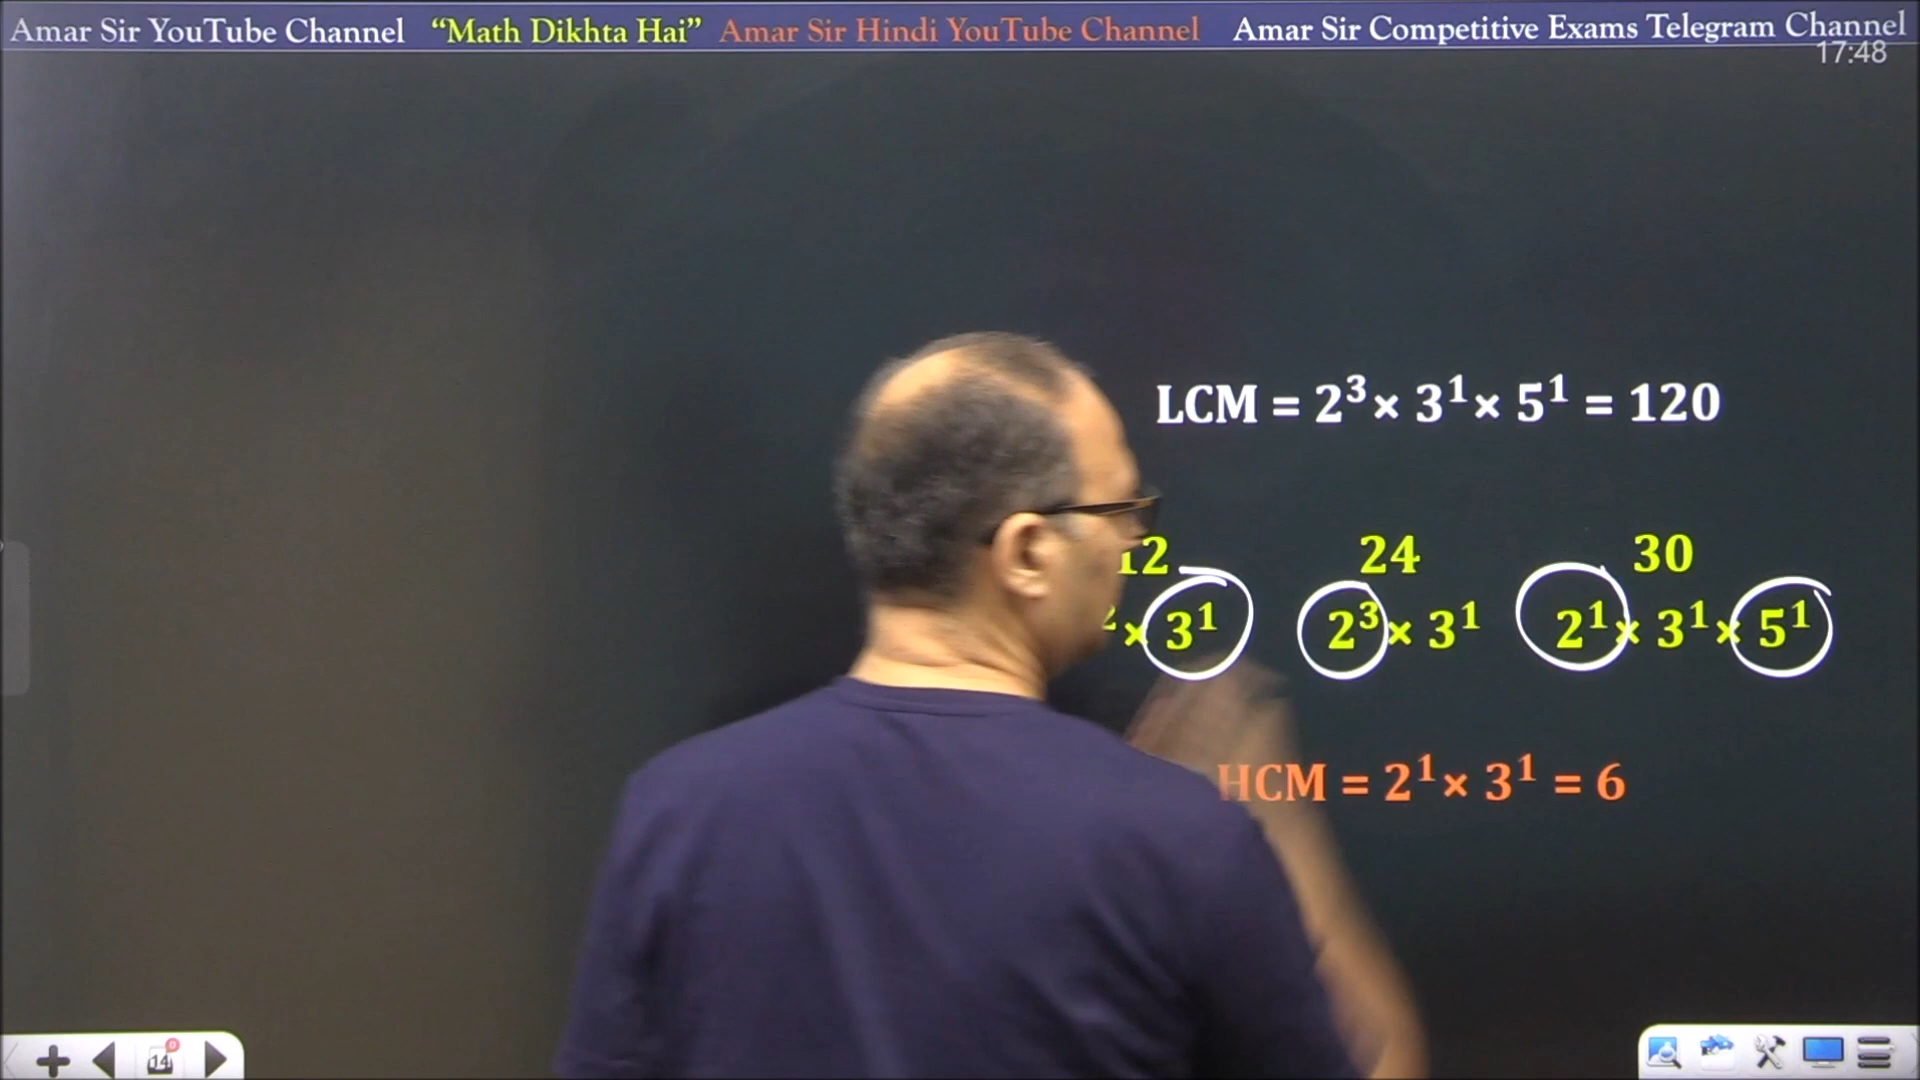 Amar Sir YouTube Channel “Math Dikhta Hai” Amar Sir Hindi YouTube Channel Amar Sir Competitive Exams Telegram Channel
17:48
LCM = 2³ × 3¹ × 5¹ = 120
12 24 30
² × 3¹ 2³ × 3¹ 2¹ × 3¹ × 5¹
HCM = 2¹ × 3¹ = 6
14 0